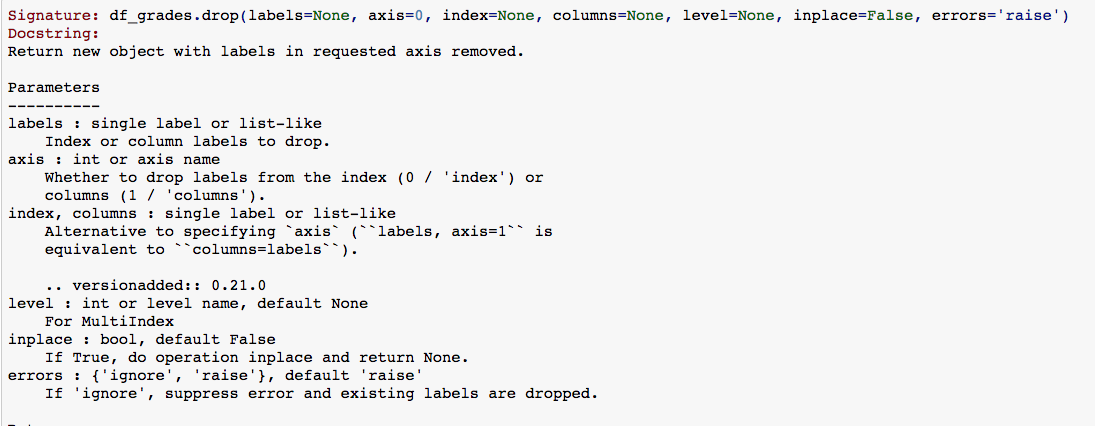 Signature: df_grades.drop(labels=None, axis=0, index=None, columns=None, level=None, inplace=False, errors='raise')
Docstring:
Return new object with labels in requested axis removed.

Parameters
----------
labels : single label or list-like
    Index or column labels to drop.
axis : int or axis name
    Whether to drop labels from the index (0 / 'index') or
    columns (1 / 'columns').
index, columns : single label or list-like
    Alternative to specifying `axis` (``labels, axis=1`` is
    equivalent to ``columns=labels``).

    .. versionadded:: 0.21.0
level : int or level name, default None
    For MultiIndex
inplace : bool, default False
    If True, do operation inplace and return None.
errors : {'ignore', 'raise'}, default 'raise'
    If 'ignore', suppress error and existing labels are dropped.